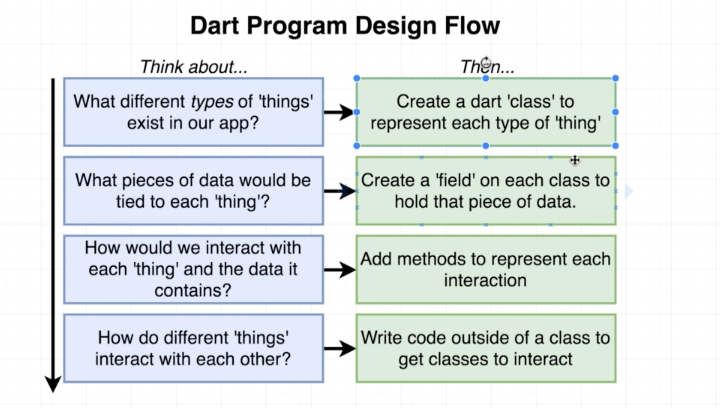 Dart Program Design Flow
Think about...
Then...
What different types of 'things'
exist in our app?
Create a dart 'class' to
represent each type of 'thing'
What pieces of data would be
tied to each 'thing'?
Create a 'field' on each class to
hold that piece of data.
How would we interact with
each 'thing' and the data it
contains?
Add methods to represent each
interaction
How do different 'things'
interact with each other?
Write code outside of a class to
get classes to interact